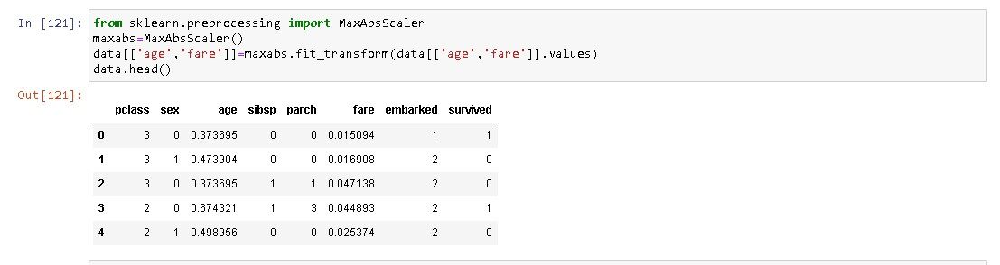 In [121]: from sklearn.preprocessing import MaxAbsScaler
maxabs=MaxAbsScaler()
data[['age','fare']]=maxabs.fit_transform(data[['age','fare']].values)
data.head()
Out[121]:
pclass sex age sibsp parch fare embarked survived
0 3 0 0.373695 0 0 0.015094 1 1
1 3 1 0.473904 0 0 0.016908 2 0
2 3 0 0.373695 1 1 0.047138 2 0
3 2 0 0.674321 1 3 0.044893 2 1
4 2 1 0.498956 0 0 0.025374 2 0